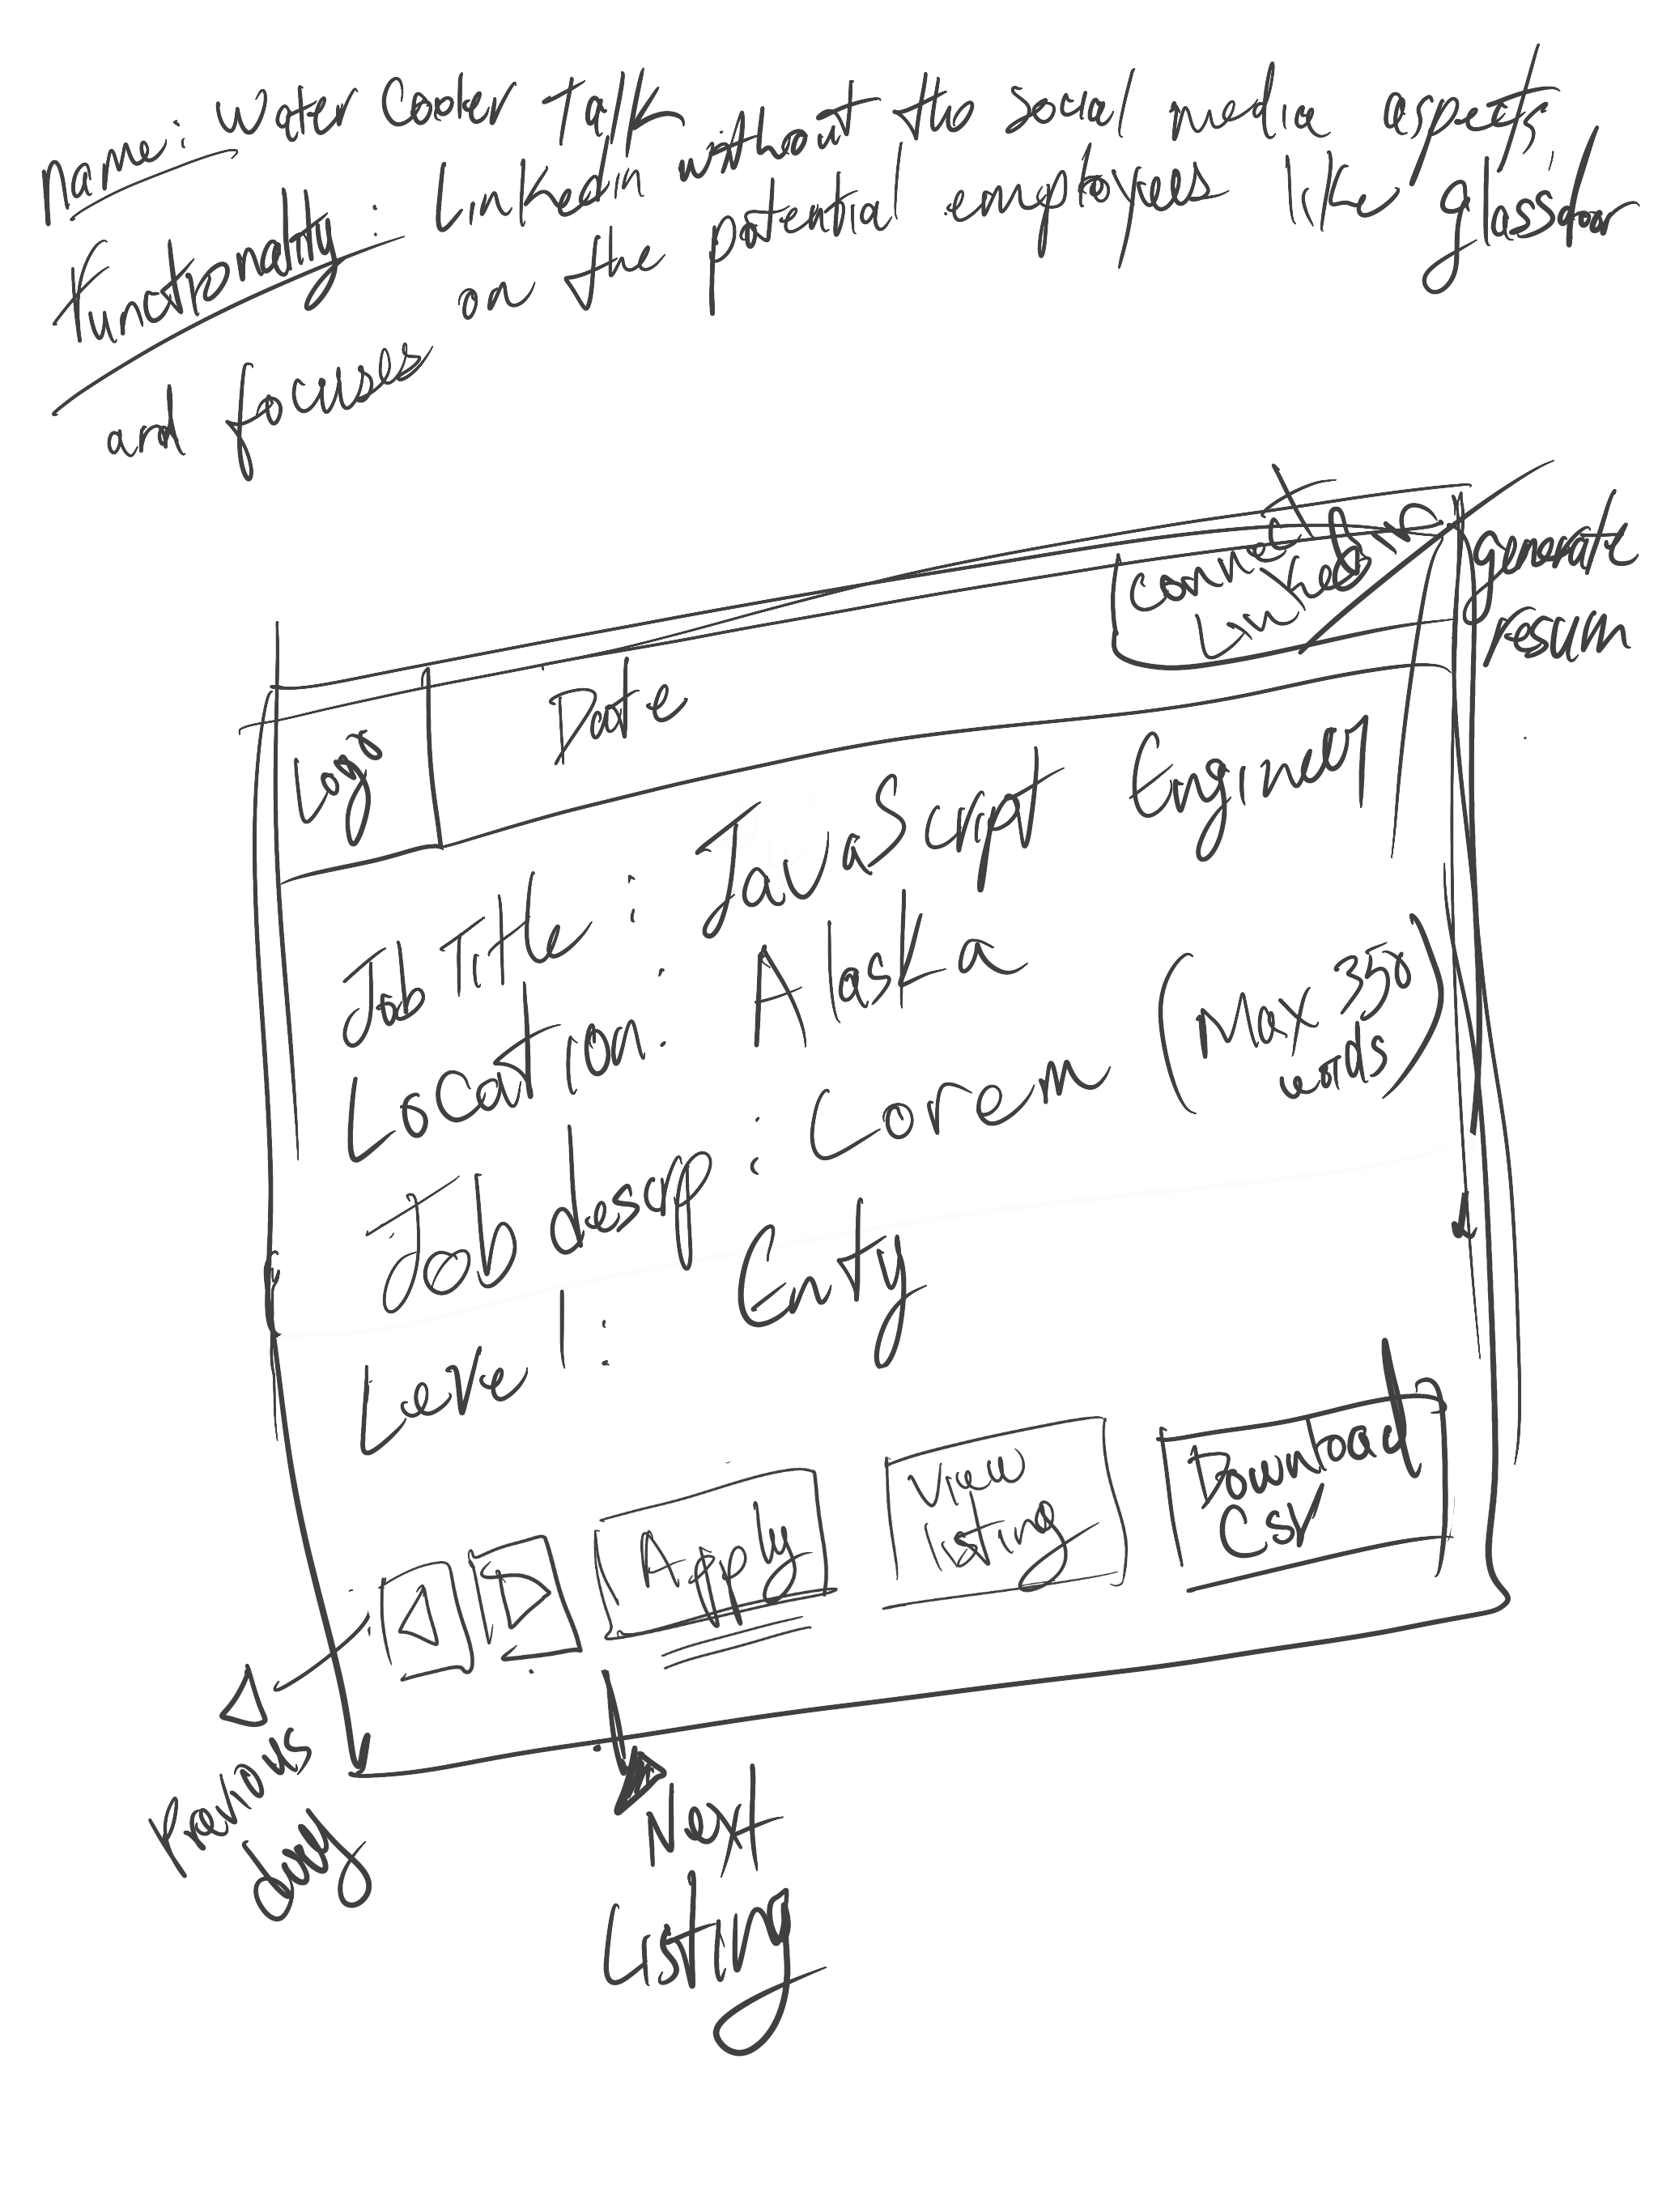 Name: Water Cooler Talk
Functionality: Linkedin without the social media aspects
and focuses on the potential employees like glassdoor
Connect
LinkedIn
generate
resum
Logo
Date
Job Title: JavaScript Engineer
Location: Alaska
Job descrp: Lorem (Max 350
words)
Level: Enty
Apply
View
listing
Download
CSV
Previous
day
Next
Listing